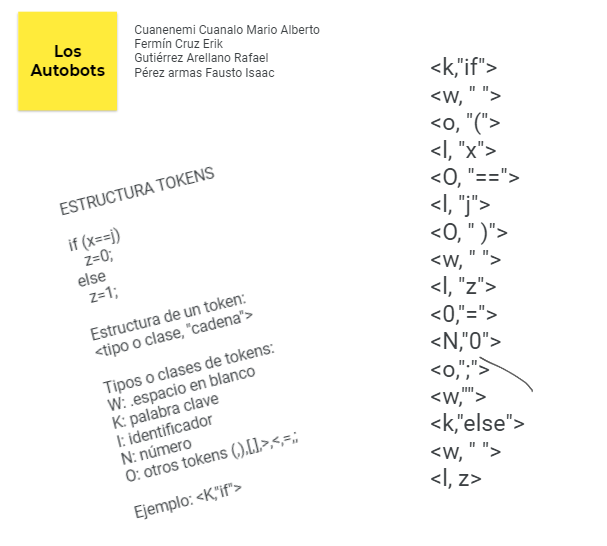 Los
Autobots
Cuanenemi Cuanalo Mario Alberto
Fermín Cruz Erik
Gutiérrez Arellano Rafael
Pérez armas Fausto Isaac
ESTRUCTURA TOKENS
if (x==j)
z=0;
else
z=1;
Estructura de un token:
<tipo o clase, "cadena">
Tipos o clases de tokens:
W: .espacio en blanco
K: palabra clave
I: identificador
N: número
O: otros tokens (,),[,],>,<,=,;
Ejemplo: <K,"if">
<k,"if">
<w, " ">
<o, "(">
<I, "x">
<O, "==">
<I, "j">
<O, " )">
<w, " ">
<I, "z">
<0,"=">
<N,"0">
<o,";">
<w,"">
<k,"else">
<w, " ">
<I, z>